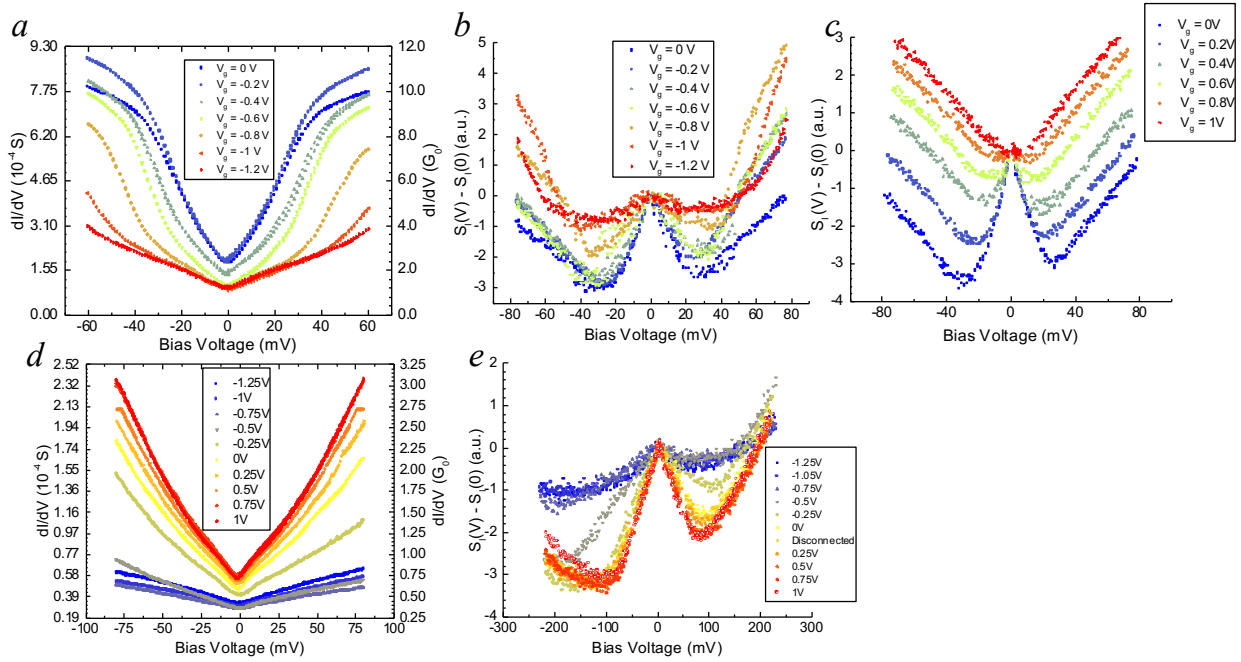 a
9.30
7.75
6.20
4.65
3.10
1.55
0.00
dI/dV (10⁻⁴ S)
12.0
10.0
8.0
6.0
4.0
2.0
0.0
dI/dV (G₀)
-60 -40 -20 0 20 40 60
Bias Voltage (mV)
V_g = 0 V
V_g = -0.2 V
V_g = -0.4 V
V_g = -0.6 V
V_g = -0.8 V
V_g = -1 V
V_g = -1.2 V
b
5
4
3
2
1
0
-1
-2
-3
S_I(V) - S_I(0) (a.u.)
-80 -60 -40 -20 0 20 40 60 80
Bias Voltage (mV)
V_g = 0 V
V_g = -0.2 V
V_g = -0.4 V
V_g = -0.6 V
V_g = -0.8 V
V_g = -1 V
V_g = -1.2 V
c
3
2
1
0
-1
-2
-3
-4
S_I(V) - S_I(0) (a.u.)
-80 -40 0 40 80
Bias Voltage (mV)
V_g = 0V
V_g = 0.2V
V_g = 0.4V
V_g = 0.6V
V_g = 0.8V
V_g = 1V
d
2.52
2.32
2.13
1.94
1.74
1.55
1.36
1.16
0.97
0.77
0.58
0.39
0.19
dI/dV (10⁻⁴ S)
3.25
3.00
2.75
2.50
2.25
2.00
1.75
1.50
1.25
1.00
0.75
0.50
0.25
dI/dV (G₀)
-100 -75 -50 -25 0 25 50 75 100
Bias Voltage (mV)
-1.25V
-1V
-0.75V
-0.5V
-0.25V
0V
0.25V
0.5V
0.75V
1V
e
2
1
0
-1
-2
-3
-4
S_I(V) - S_I(0) (a.u.)
-300 -200 -100 0 100 200 300
Bias Voltage (mV)
-1.25V
-1.05V
-0.75V
-0.5V
-0.25V
0V
Disconnected
0.25V
0.5V
0.75V
1V